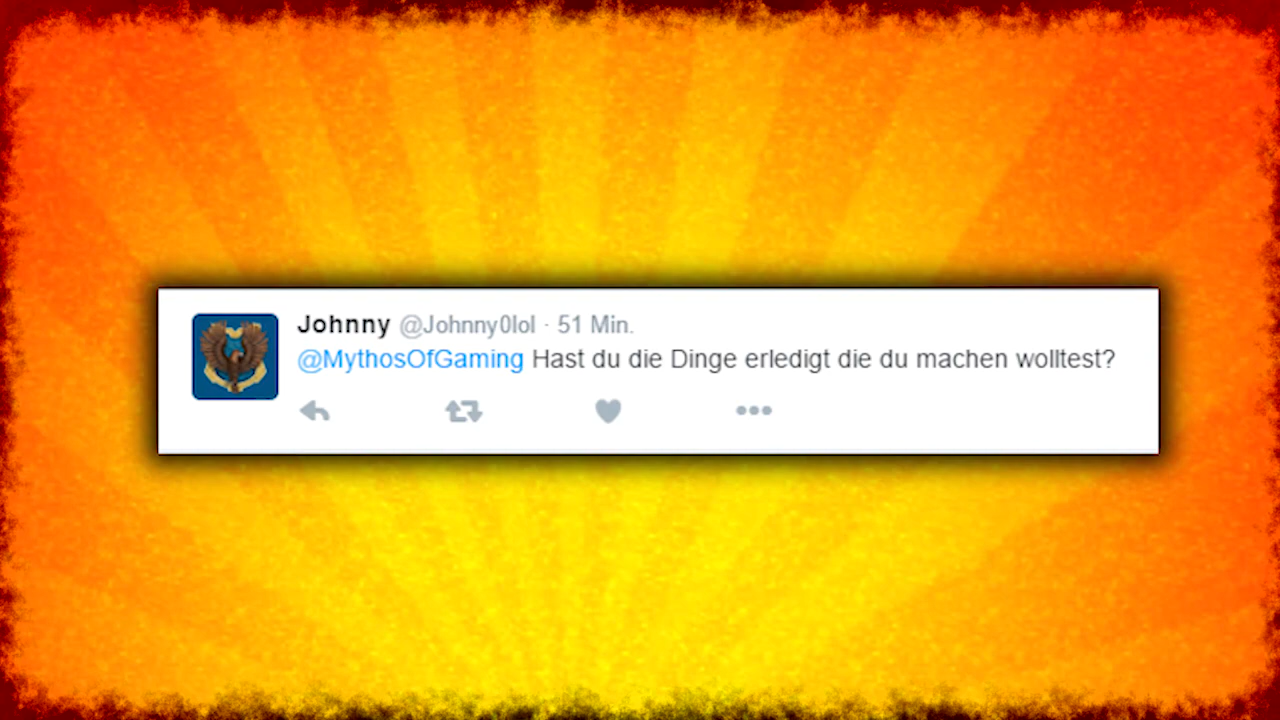 Johnny @Johnny0lol · 51 Min.
@MythosOfGaming Hast du die Dinge erledigt die du machen wolltest?